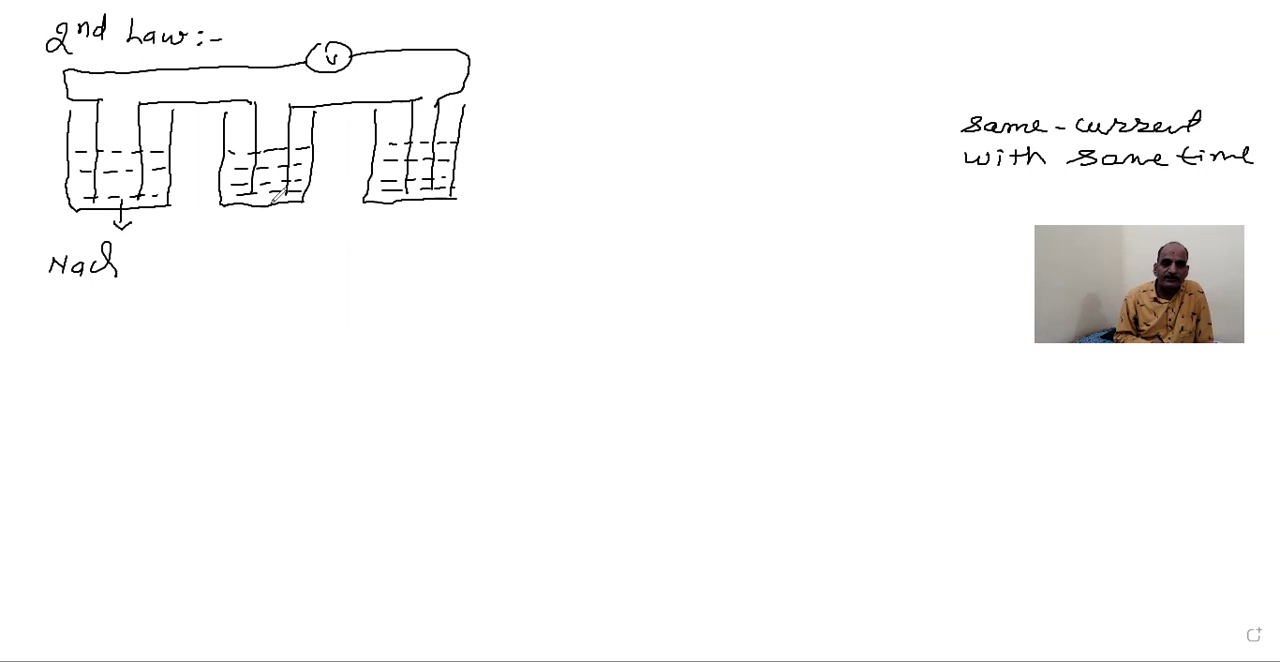 2nd Law:-
V
same-current
with same time
Nacl